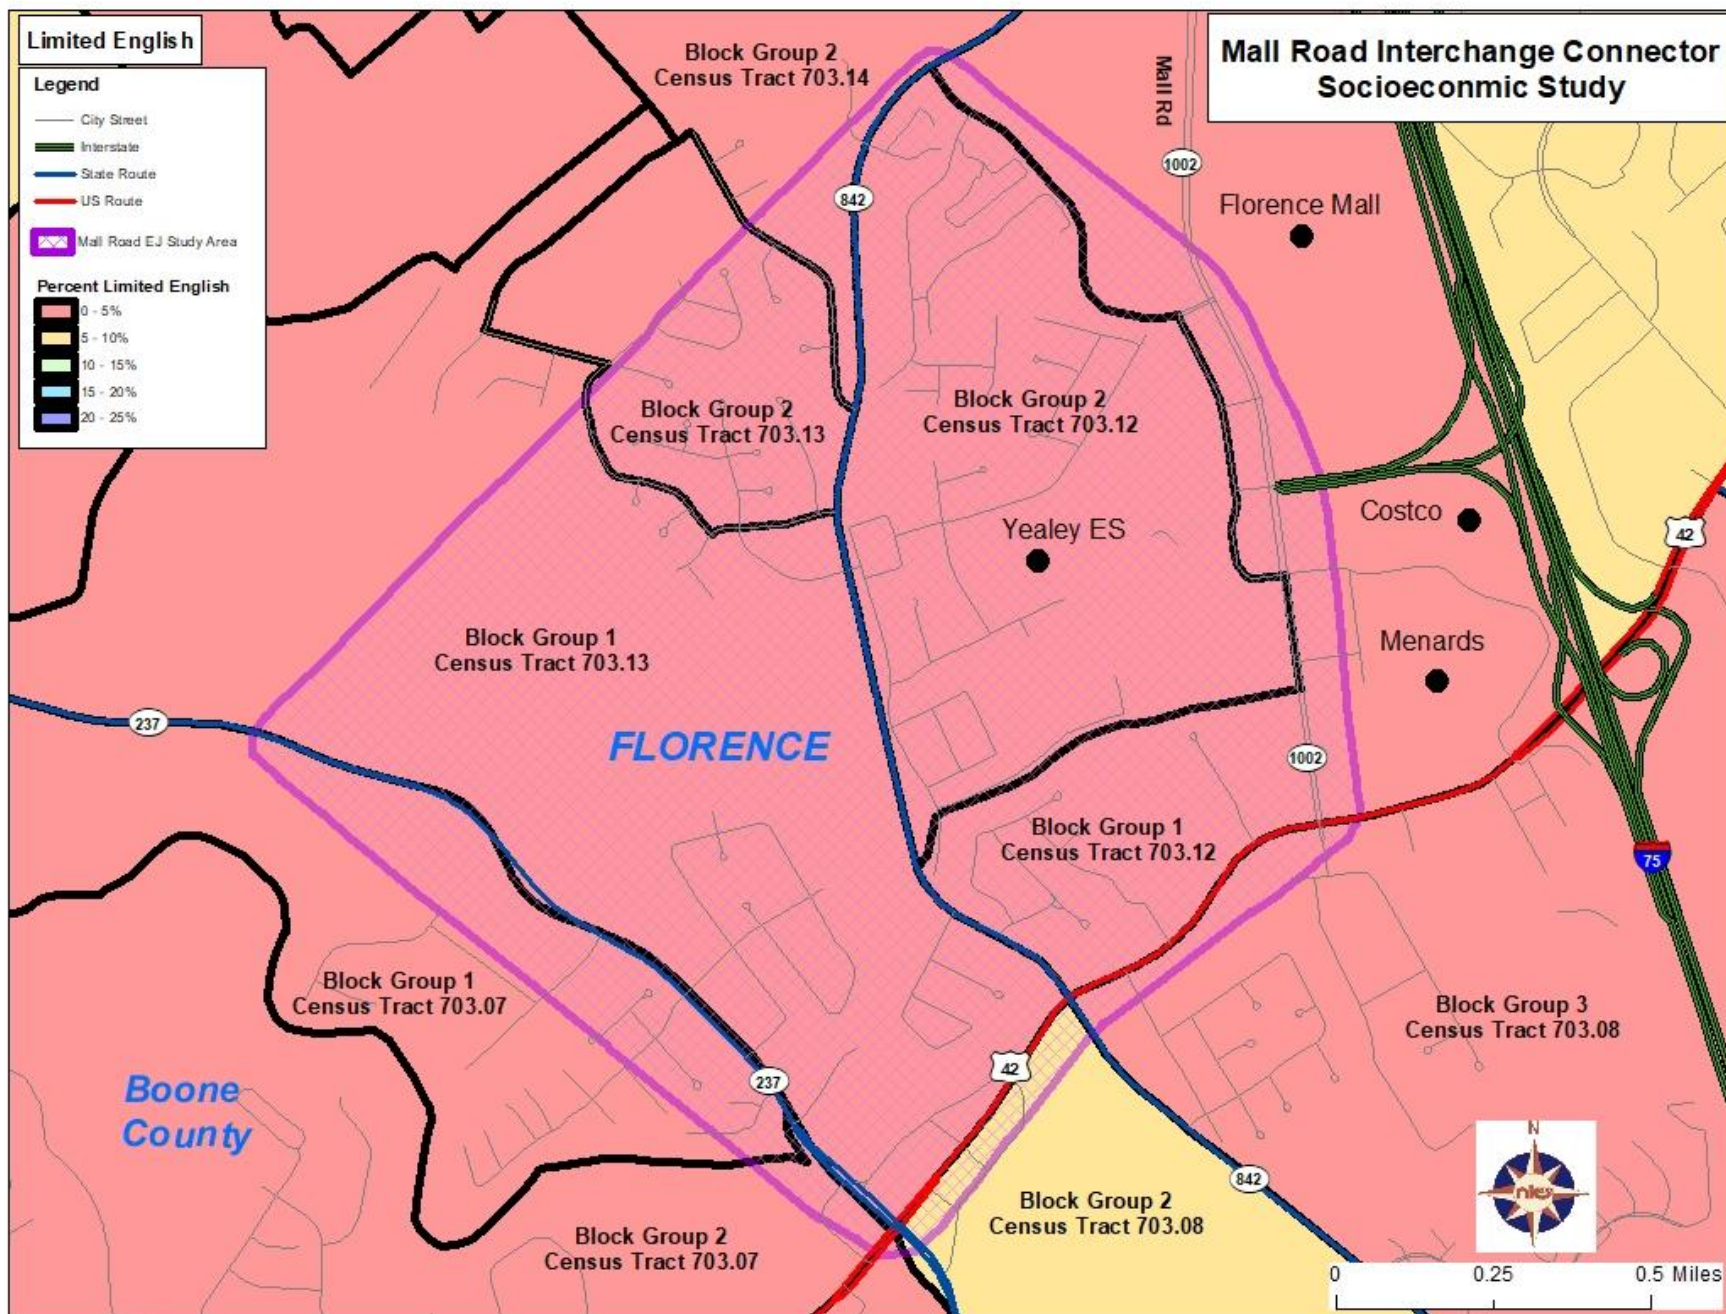 Limited English
Legend
City Street
Interstate
State Route
US Route
Mall Road EJ Study Area
Percent Limited English
0 - 5%
5 - 10%
10 - 15%
15 - 20%
20 - 25%
Mall Road Interchange Connector
Socioeconmic Study
Block Group 2
Census Tract 703.14
Mall Rd
1002
842
Florence Mall
Block Group 2
Census Tract 703.13
Block Group 2
Census Tract 703.12
Costco
42
Yealey ES
Block Group 1
Census Tract 703.13
Menards
237
FLORENCE
1002
Block Group 1
Census Tract 703.12
75
Block Group 1
Census Tract 703.07
Block Group 3
Census Tract 703.08
42
237
Boone
County
842
Block Group 2
Census Tract 703.08
Block Group 2
Census Tract 703.07
N
0 0.25 0.5 Miles